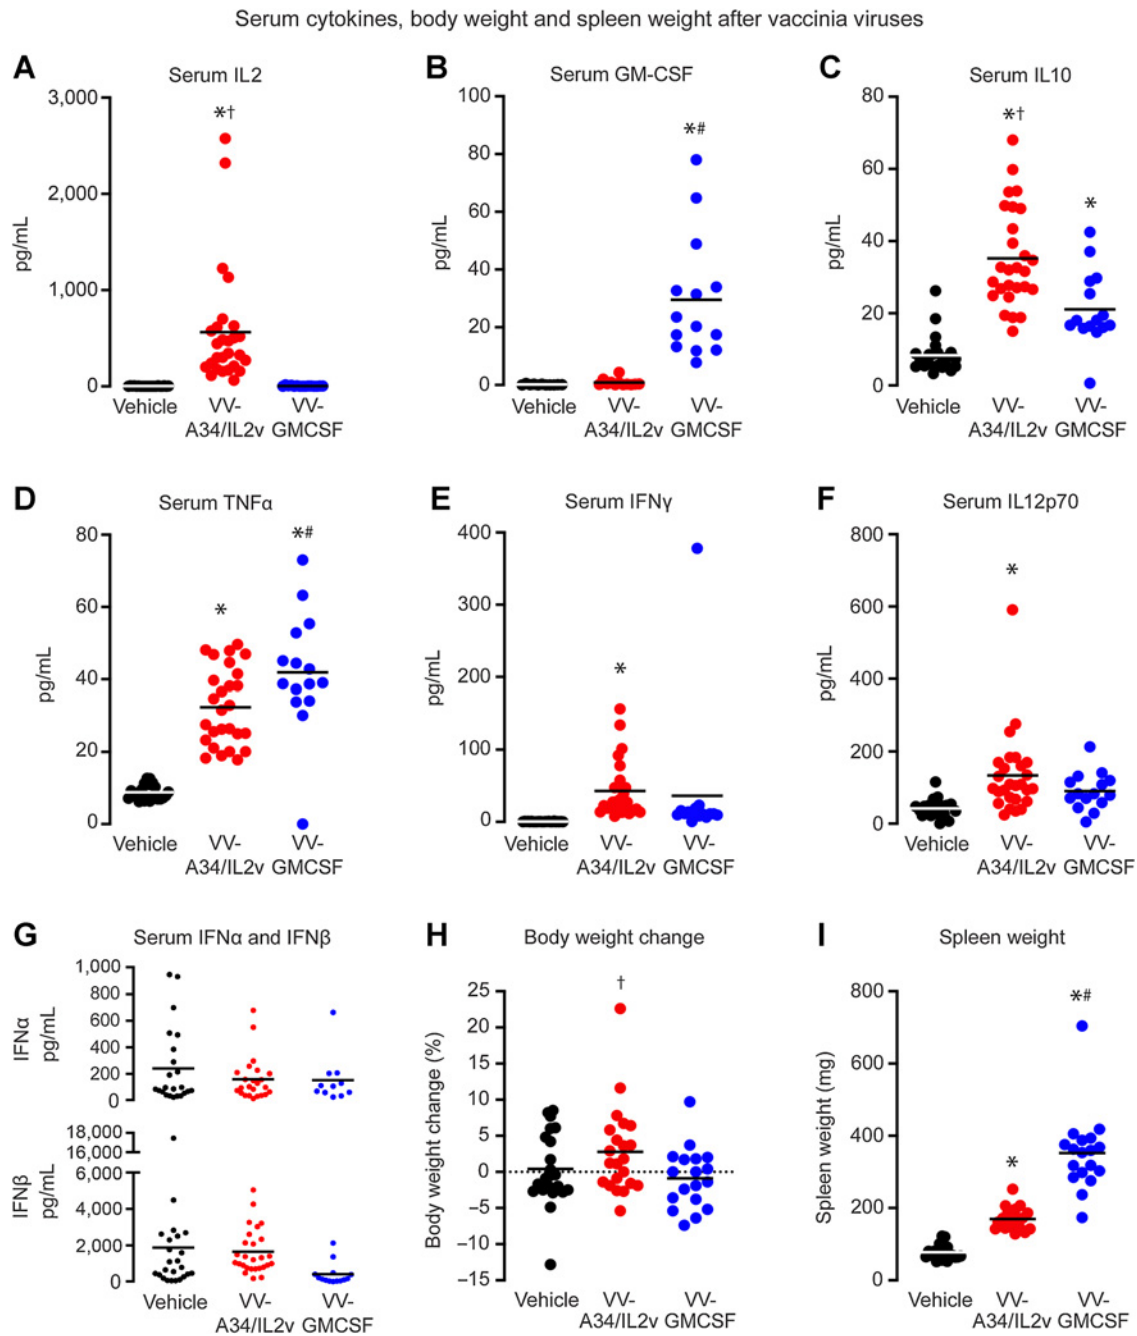 Serum cytokines, body weight and spleen weight after vaccinia viruses
A
Serum IL2
3,000
2,000
1,000
0
pg/mL
*†
Vehicle
VV-
A34/IL2v
VV-
GMCSF
B
Serum GM-CSF
100
80
60
40
20
0
pg/mL
*#
Vehicle
VV-
A34/IL2v
VV-
GMCSF
C
Serum IL10
80
60
40
20
0
pg/mL
*†
*
Vehicle
VV-
A34/IL2v
VV-
GMCSF
D
Serum TNFα
80
60
40
20
0
pg/mL
*
*#
Vehicle
VV-
A34/IL2v
VV-
GMCSF
E
Serum IFNγ
400
300
200
100
0
pg/mL
*
Vehicle
VV-
A34/IL2v
VV-
GMCSF
F
Serum IL12p70
800
600
400
200
0
pg/mL
*
Vehicle
VV-
A34/IL2v
VV-
GMCSF
G
Serum IFNα and IFNβ
1,000
800
600
400
200
0
IFNα
pg/mL
18,000
16,000
6,000
4,000
2,000
0
IFNβ
pg/mL
Vehicle
VV-
A34/IL2v
VV-
GMCSF
H
Body weight change
25
20
15
10
5
0
–5
–10
–15
Body weight change (%)
†
Vehicle
VV-
A34/IL2v
VV-
GMCSF
I
Spleen weight
800
600
400
200
0
Spleen weight (mg)
*
*#
Vehicle
VV-
A34/IL2v
VV-
GMCSF